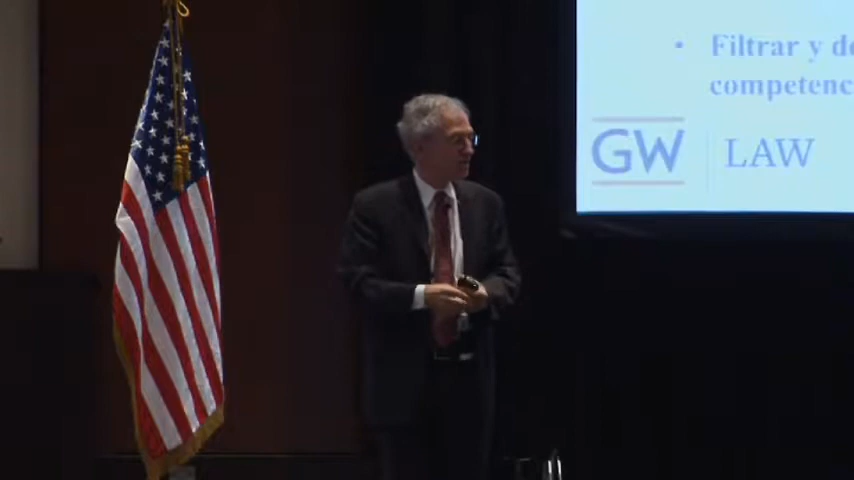 • Filtrar y de
competenc
GW LAW